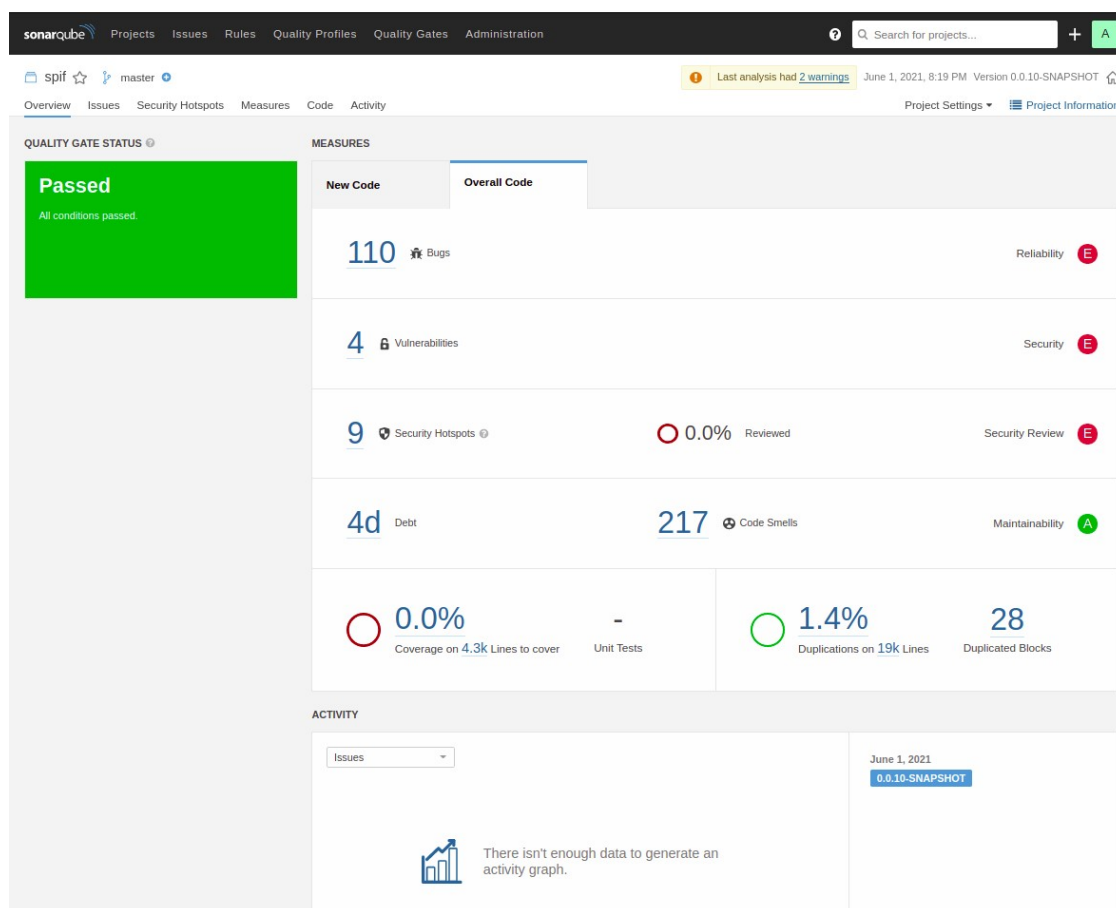 sonarqube Projects Issues Rules Quality Profiles Quality Gates Administration ? Search for projects... + A
spif master Last analysis had 2 warnings June 1, 2021, 8:19 PM Version 0.0.10-SNAPSHOT
Overview Issues Security Hotspots Measures Code Activity Project Settings Project Information
QUALITY GATE STATUS ?
Passed
All conditions passed.
MEASURES
New Code Overall Code
110 Bugs Reliability E
4 Vulnerabilities Security E
9 Security Hotspots ? 0.0% Reviewed Security Review E
4d Debt 217 Code Smells Maintainability A
0.0% - 1.4% 28
Coverage on 4.3k Lines to cover Unit Tests Duplications on 19k Lines Duplicated Blocks
ACTIVITY
Issues
June 1, 2021
0.0.10-SNAPSHOT
There isn't enough data to generate an
activity graph.